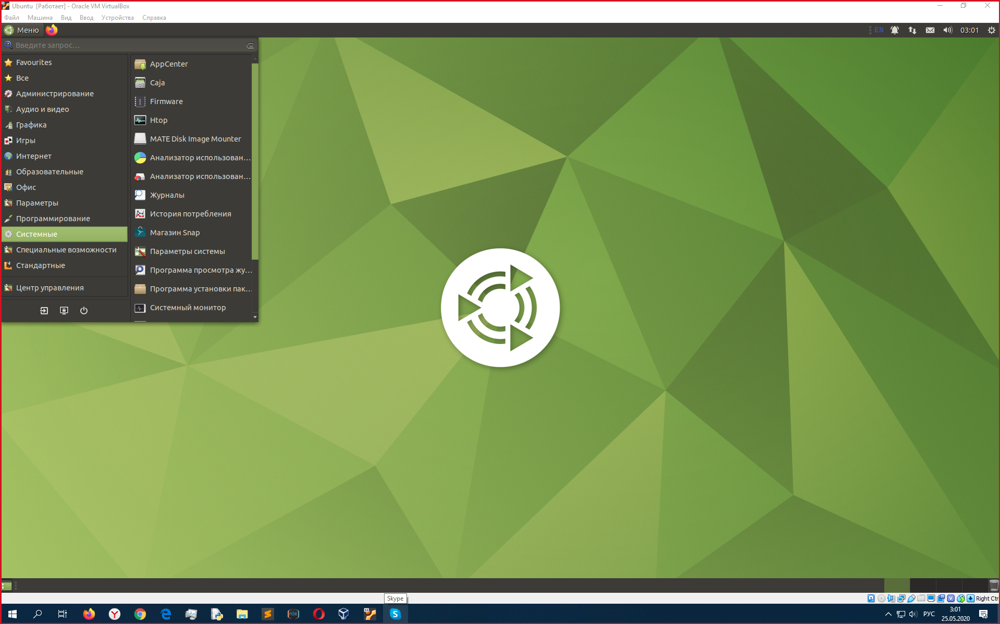 Ubuntu [Работает] - Oracle VM VirtualBox
Файл Машина Вид Ввод Устройства Справка
Меню EN 03:01
Введите запрос...
Favourites
Все
Администрирование
Аудио и видео
Графика
Игры
Интернет
Образовательные
Офис
Параметры
Программирование
Системные
Специальные возможности
Стандартные
Центр управления
AppCenter
Caja
Firmware
Htop
MATE Disk Image Mounter
Анализатор использован...
Анализатор использован...
Журналы
История потребления
Магазин Snap
Параметры системы
Программа просмотра жу...
Программа установки пак...
Системный монитор
Skype
Right Ctr
РУС
3:01
25.05.2020